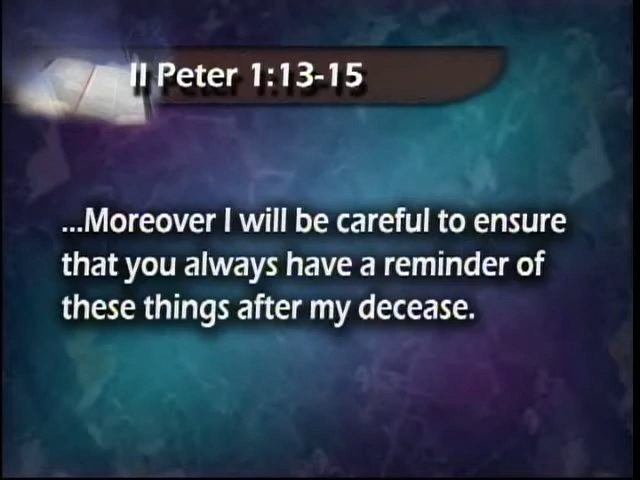 II Peter 1:13-15
...Moreover I will be careful to ensure
that you always have a reminder of
these things after my decease.